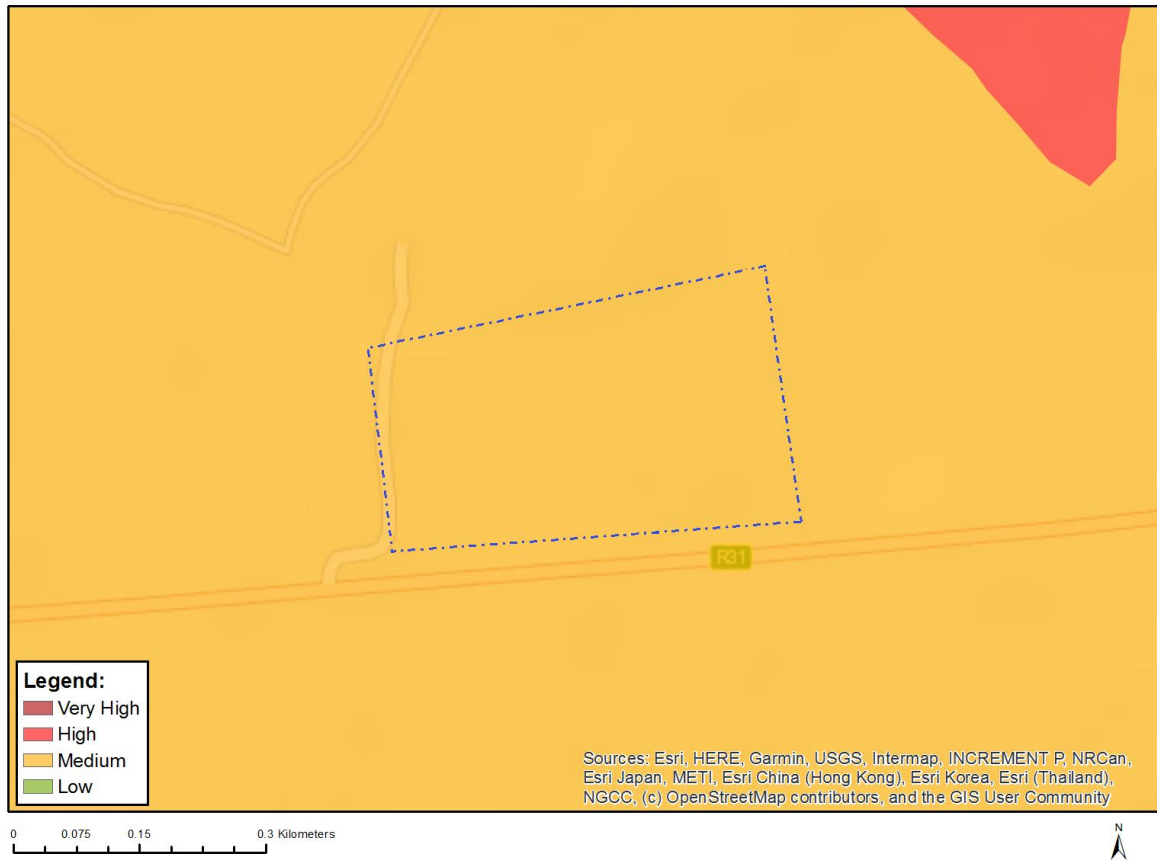 R31
Legend:
Very High
High
Medium
Low
Sources: Esri, HERE, Garmin, USGS, Intermap, INCREMENT P, NRCan,
Esri Japan, METI, Esri China (Hong Kong), Esri Korea, Esri (Thailand),
NGCC, (c) OpenStreetMap contributors, and the GIS User Community
0 0.075 0.15 0.3 Kilometers
N